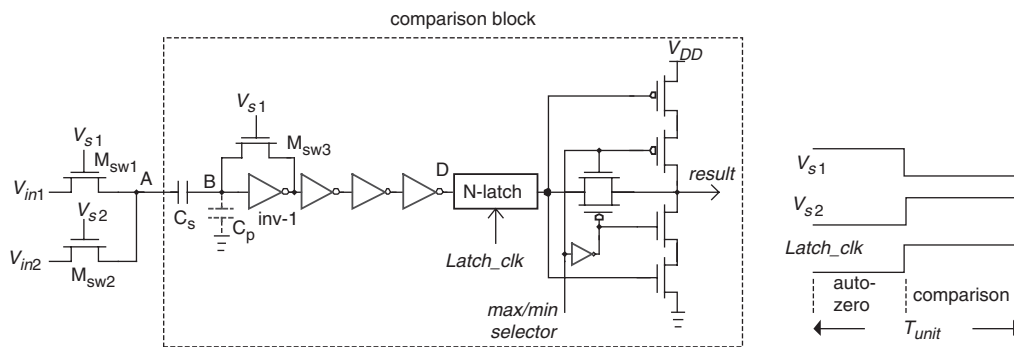 comparison block
V_DD
V_s1
V_s1
M_sw3
M_sw1
A
B
D
V_in1
V_s2
C_s
C_p
inv-1
N-latch
result
V_in2
M_sw2
Latch_clk
max/min
selector
V_s1
V_s2
Latch_clk
auto-
zero
comparison
T_unit